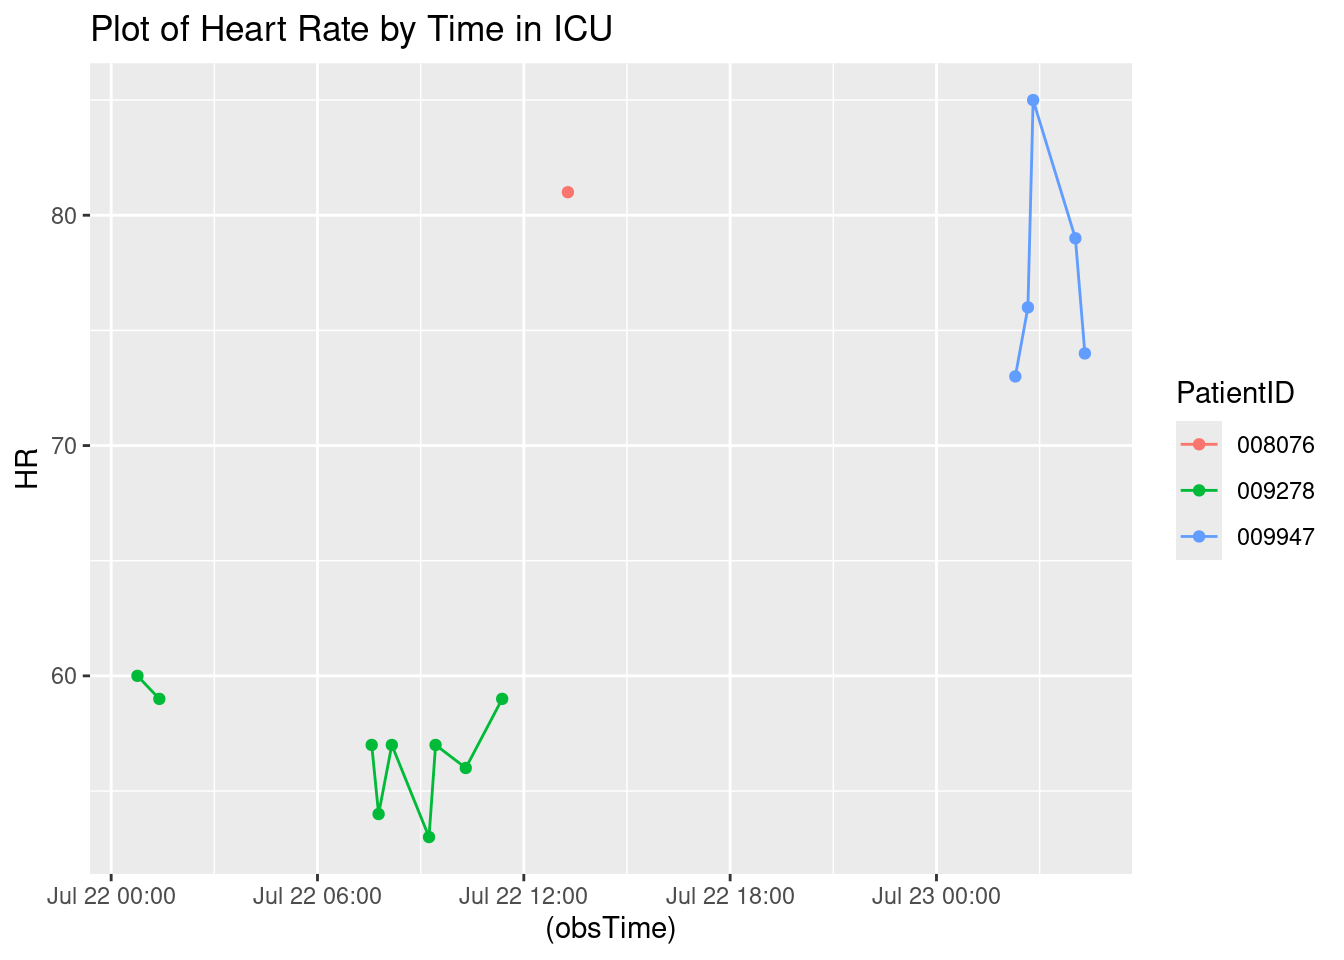 Plot of Heart Rate by Time in ICU
HR
80
70
60
Jul 22 00:00 Jul 22 06:00 Jul 22 12:00 Jul 22 18:00 Jul 23 00:00
(obsTime)
PatientID
008076
009278
009947